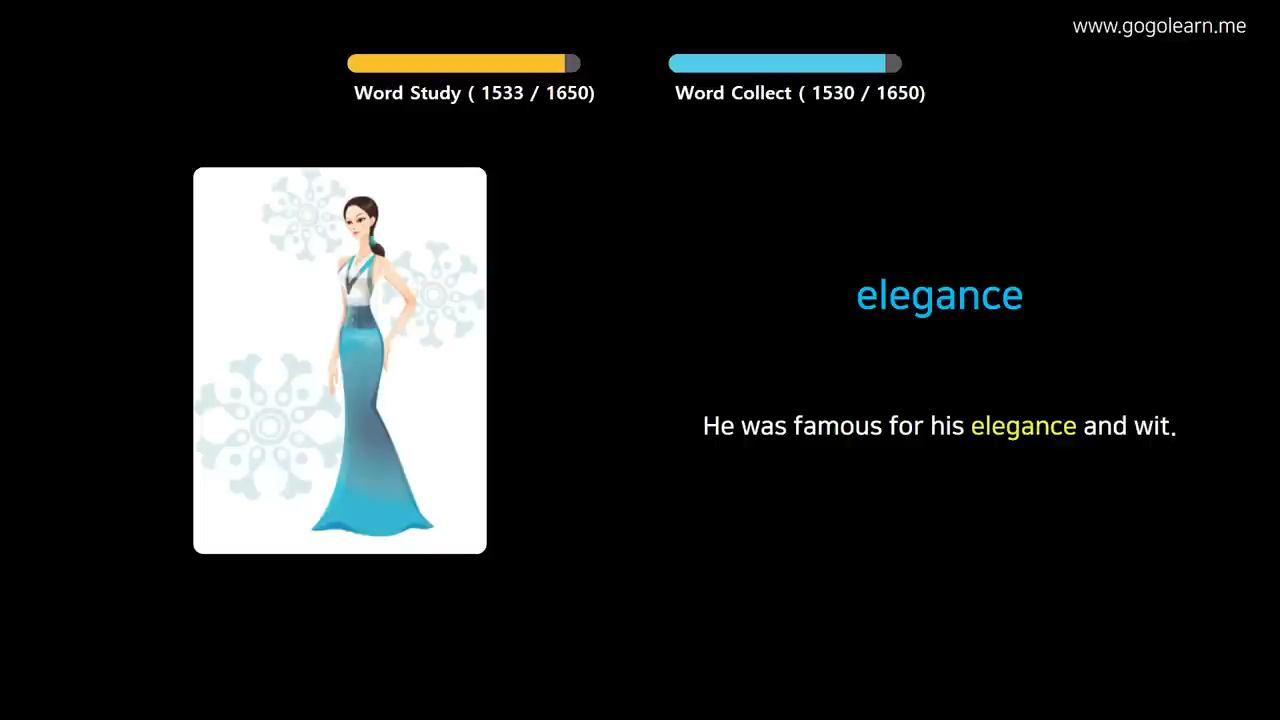 www.gogolearn.me
Word Study ( 1533 / 1650)
Word Collect ( 1530 / 1650)
elegance
He was famous for his elegance and wit.